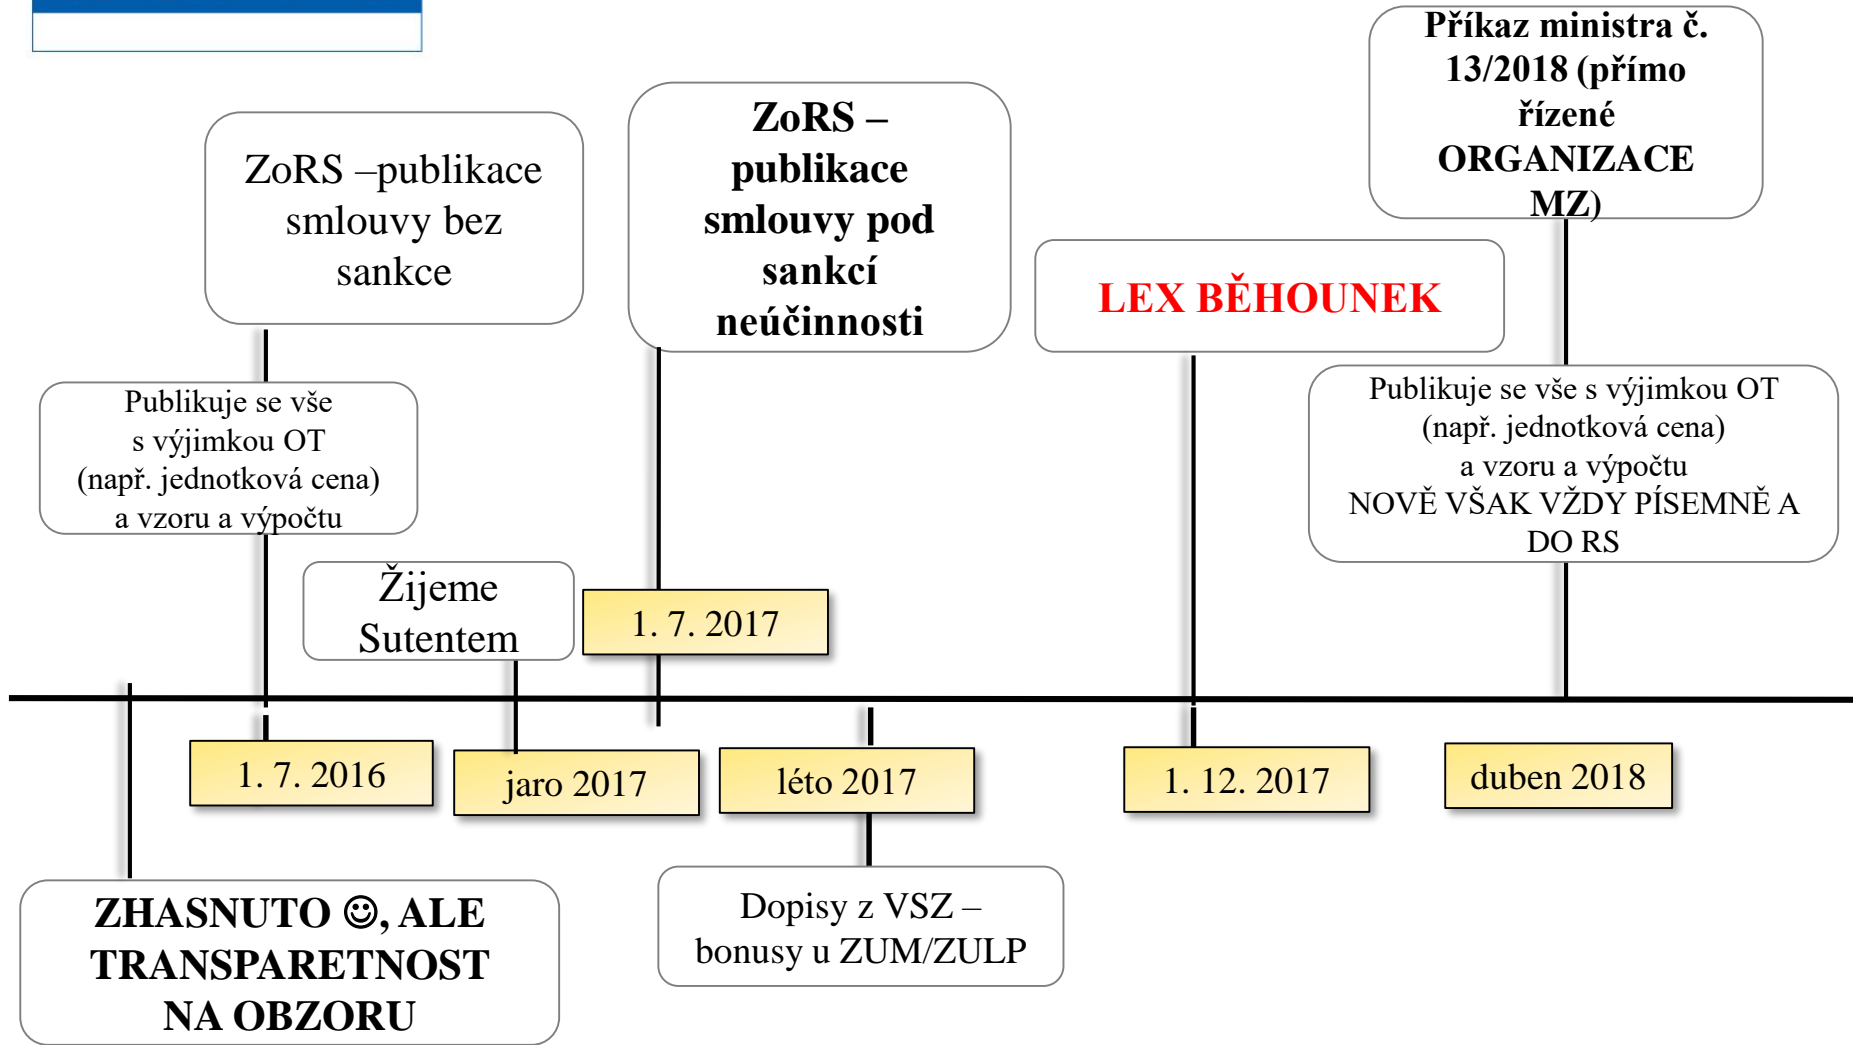 Příkaz ministra č.
13/2018 (přímo
řízené
ORGANIZACE
MZ)
ZoRS –publikace
smlouvy bez
sankce
ZoRS –
publikace
smlouvy pod
sankcí
neúčinnosti
LEX BĚHOUNEK
Publikuje se vše
s výjimkou OT
(např. jednotková cena)
a vzoru a výpočtu
Publikuje se vše s výjimkou OT
(např. jednotková cena)
a vzoru a výpočtu
NOVĚ VŠAK VŽDY PÍSEMNĚ A
DO RS
Žijeme
Sutentem
1. 7. 2017
1. 7. 2016
jaro 2017
léto 2017
1. 12. 2017
duben 2018
ZHASNUTO ☺, ALE
TRANSPARETNOST
NA OBZORU
Dopisy z VSZ –
bonusy u ZUM/ZULP